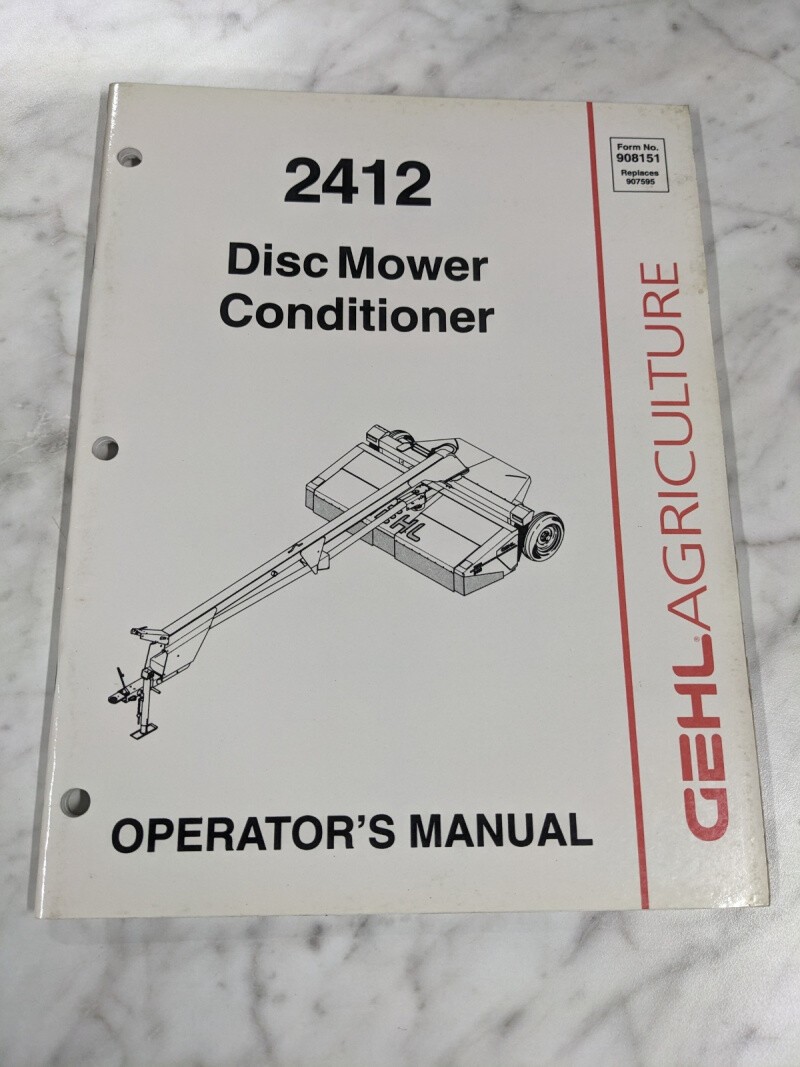 2412
Disc Mower
Conditioner
Form No.
908151
Replaces
907595
GEHL® AGRICULTURE
OPERATOR'S MANUAL